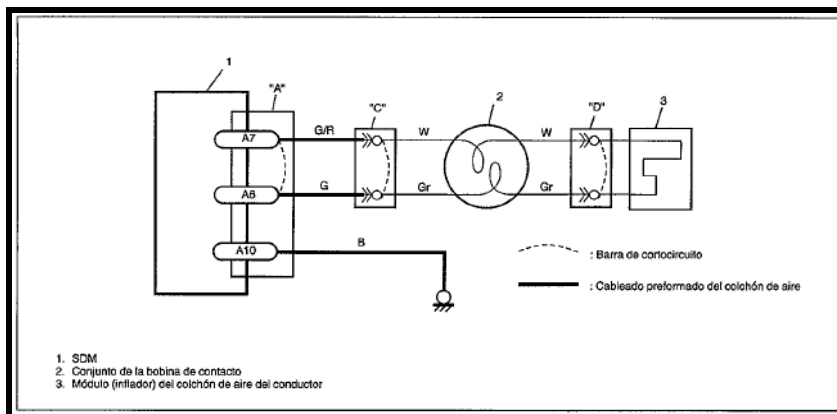 1
"A"
"C"
2
"D"
3
A7
G/R
W
W
A6
G
Gr
Gr
A10
B
: Barra de cortocircuito
: Cableado preformado del colchón de aire
1. SDM
2. Conjunto de la bobina de contacto
3. Módulo (inflador) del colchón de aire del conductor